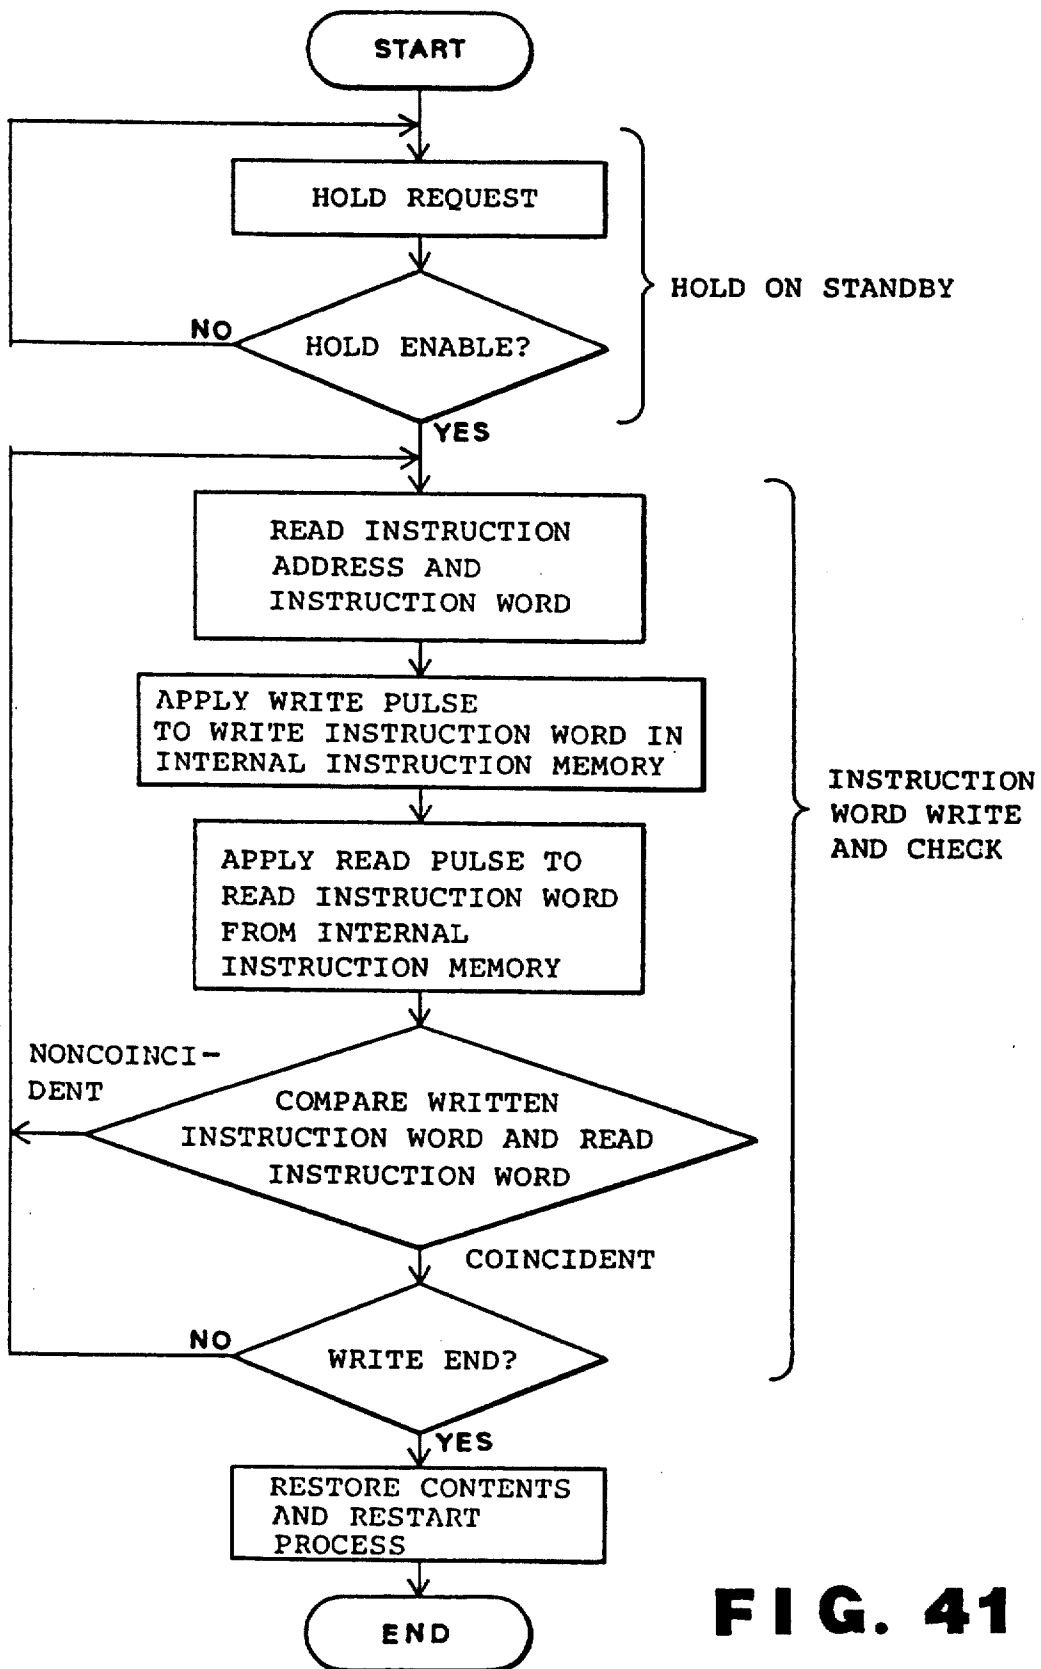 START
HOLD REQUEST
HOLD ON STANDBY
NO
HOLD ENABLE?
YES
READ INSTRUCTION
ADDRESS AND
INSTRUCTION WORD
APPLY WRITE PULSE
TO WRITE INSTRUCTION WORD IN
INTERNAL INSTRUCTION MEMORY
INSTRUCTION
WORD WRITE
AND CHECK
APPLY READ PULSE TO
READ INSTRUCTION WORD
FROM INTERNAL
INSTRUCTION MEMORY
NONCOINCI-
DENT
COMPARE WRITTEN
INSTRUCTION WORD AND READ
INSTRUCTION WORD
COINCIDENT
NO
WRITE END?
YES
RESTORE CONTENTS
AND RESTART
PROCESS
END
FIG. 41